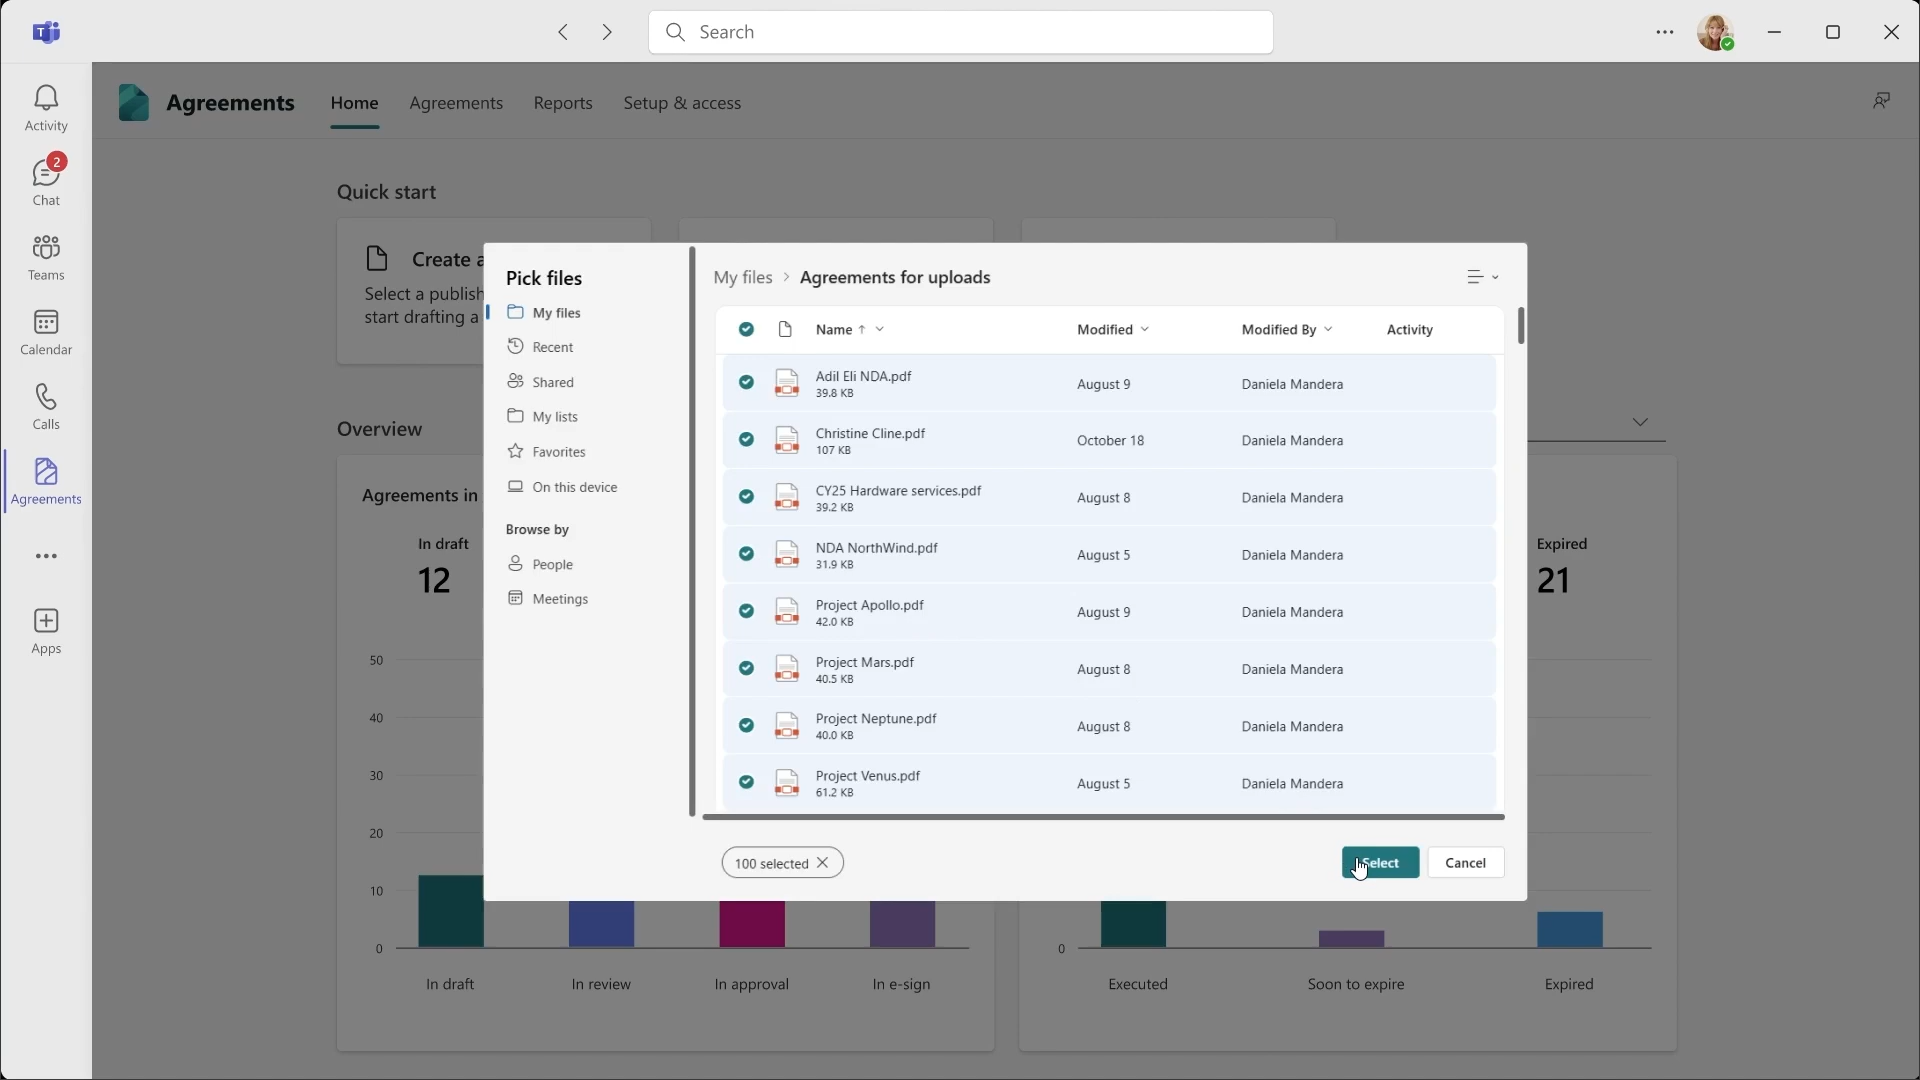 Search
Activity
2
Chat
Teams
Calendar
Calls
Agreements
Apps
Agreements
Home
Agreements
Reports
Setup & access
Quick start
Create a
Select a publish
start drafting a
Overview
Agreements in
In draft
12
Expired
21
50
40
30
20
10
0
In draft
In review
In approval
In e-sign
0
Executed
Soon to expire
Expired
Pick files
My files
Recent
Shared
My lists
Favorites
On this device
Browse by
People
Meetings
My files > Agreements for uploads
Name ↑ Modified Modified By Activity
Adil Eli NDA.pdf
39.8 KB
August 9
Daniela Mandera
Christine Cline.pdf
107 KB
October 18
Daniela Mandera
CY25 Hardware services.pdf
39.2 KB
August 8
Daniela Mandera
NDA NorthWind.pdf
31.9 KB
August 5
Daniela Mandera
Project Apollo.pdf
42.0 KB
August 9
Daniela Mandera
Project Mars.pdf
40.5 KB
August 8
Daniela Mandera
Project Neptune.pdf
40.0 KB
August 8
Daniela Mandera
Project Venus.pdf
61.2 KB
August 5
Daniela Mandera
100 selected
Select
Cancel